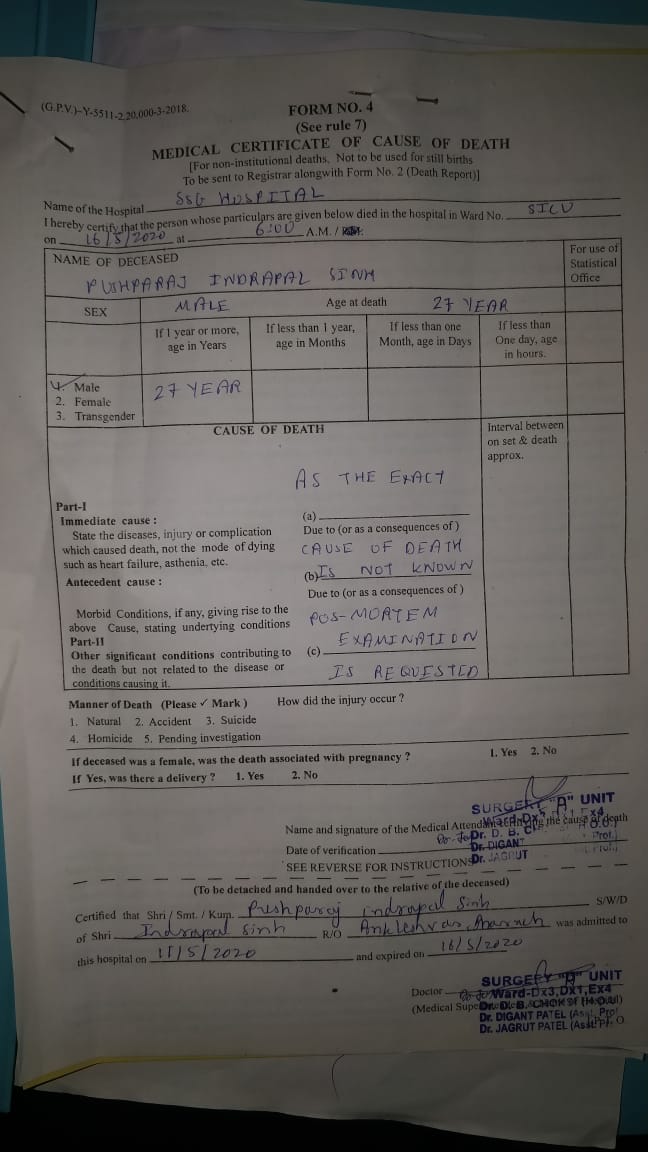 (G.P.V.)-Y-5511-2,20,000-3-2018.
FORM NO. 4
(See rule 7)
MEDICAL CERTIFICATE OF CAUSE OF DEATH
[For non-institutional deaths. Not to be used for still births
To be sent to Registrar alongwith Form No. 2 (Death Report)]
Name of the Hospital SSG HOSPITAL
I hereby certify that the person whose particulars are given below died in the hospital in Ward No. SICU
on 16/5/2020 at 6:00 A.M. /
NAME OF DECEASED
For use of Statistical Office
PUSHPARAJ INDRAPAL SINH
SEX MALE Age at death 27 YEAR
If 1 year or more, age in Years
If less than 1 year, age in Months
If less than one Month, age in Days
If less than One day, age in hours.
1. Male 27 YEAR
2. Female
3. Transgender
CAUSE OF DEATH
Interval between on set & death approx.
AS THE EXACT
Part-I
Immediate cause : (a)
State the diseases, injury or complication Due to (or as a consequences of)
which caused death, not the mode of dying CAUSE OF DEATH
such as heart failure, asthenia, etc. (b) IS NOT KNOWN
Antecedent cause : Due to (or as a consequences of)
Morbid Conditions, if any, giving rise to the POS-MORTEM
above Cause, stating undertying conditions EXAMINATION
Part-II
Other significant conditions contributing to (c)
the death but not related to the disease or IS REQUESTED
conditions causing it.
Manner of Death (Please ✓ Mark) How did the injury occur ?
1. Natural 2. Accident 3. Suicide
4. Homicide 5. Pending investigation
If deceased was a female, was the death associated with pregnancy ? 1. Yes 2. No
If Yes, was there a delivery ? 1. Yes 2. No
SURGERY UNIT
Name and signature of the Medical Attendant the cause of death
Dr. D. B.
Date of verification Dr. DIGANT
SEE REVERSE FOR INSTRUCTIONS Dr. JAGRUT
(To be detached and handed over to the relative of the deceased)
Certified that Shri / Smt. / Kum. Pushparaj indrapal Sinh S/W/D
of Shri Indrapal Sinh R/O Ankleshvar, was admitted to
this hospital on 15/5/2020 and expired on 16/5/2020
SURGERY UNIT
Doctor Ward-Dx3,Dx1,Ex4
Dr. D. B. CHOKSI (H.O.U)
Dr. DIGANT PATEL (Asst. Prof
Dr. JAGRUT PATEL (Asst.